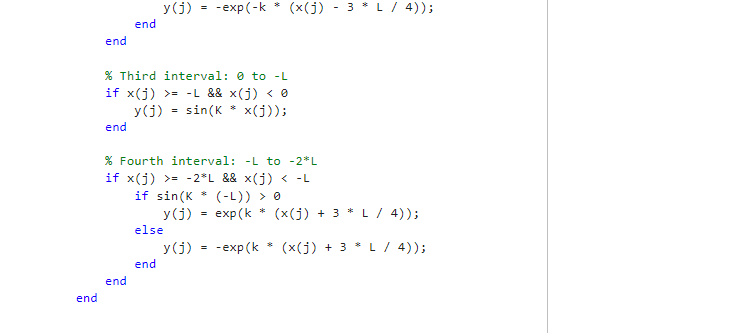 y(j) = -exp(-k * (x(j) - 3 * L / 4));
end
end
% Third interval: 0 to -L
if x(j) >= -L && x(j) < 0
y(j) = sin(K * x(j));
end
% Fourth interval: -L to -2*L
if x(j) >= -2*L && x(j) < -L
if sin(K * (-L)) > 0
y(j) = exp(k * (x(j) + 3 * L / 4));
else
y(j) = -exp(k * (x(j) + 3 * L / 4));
end
end
end